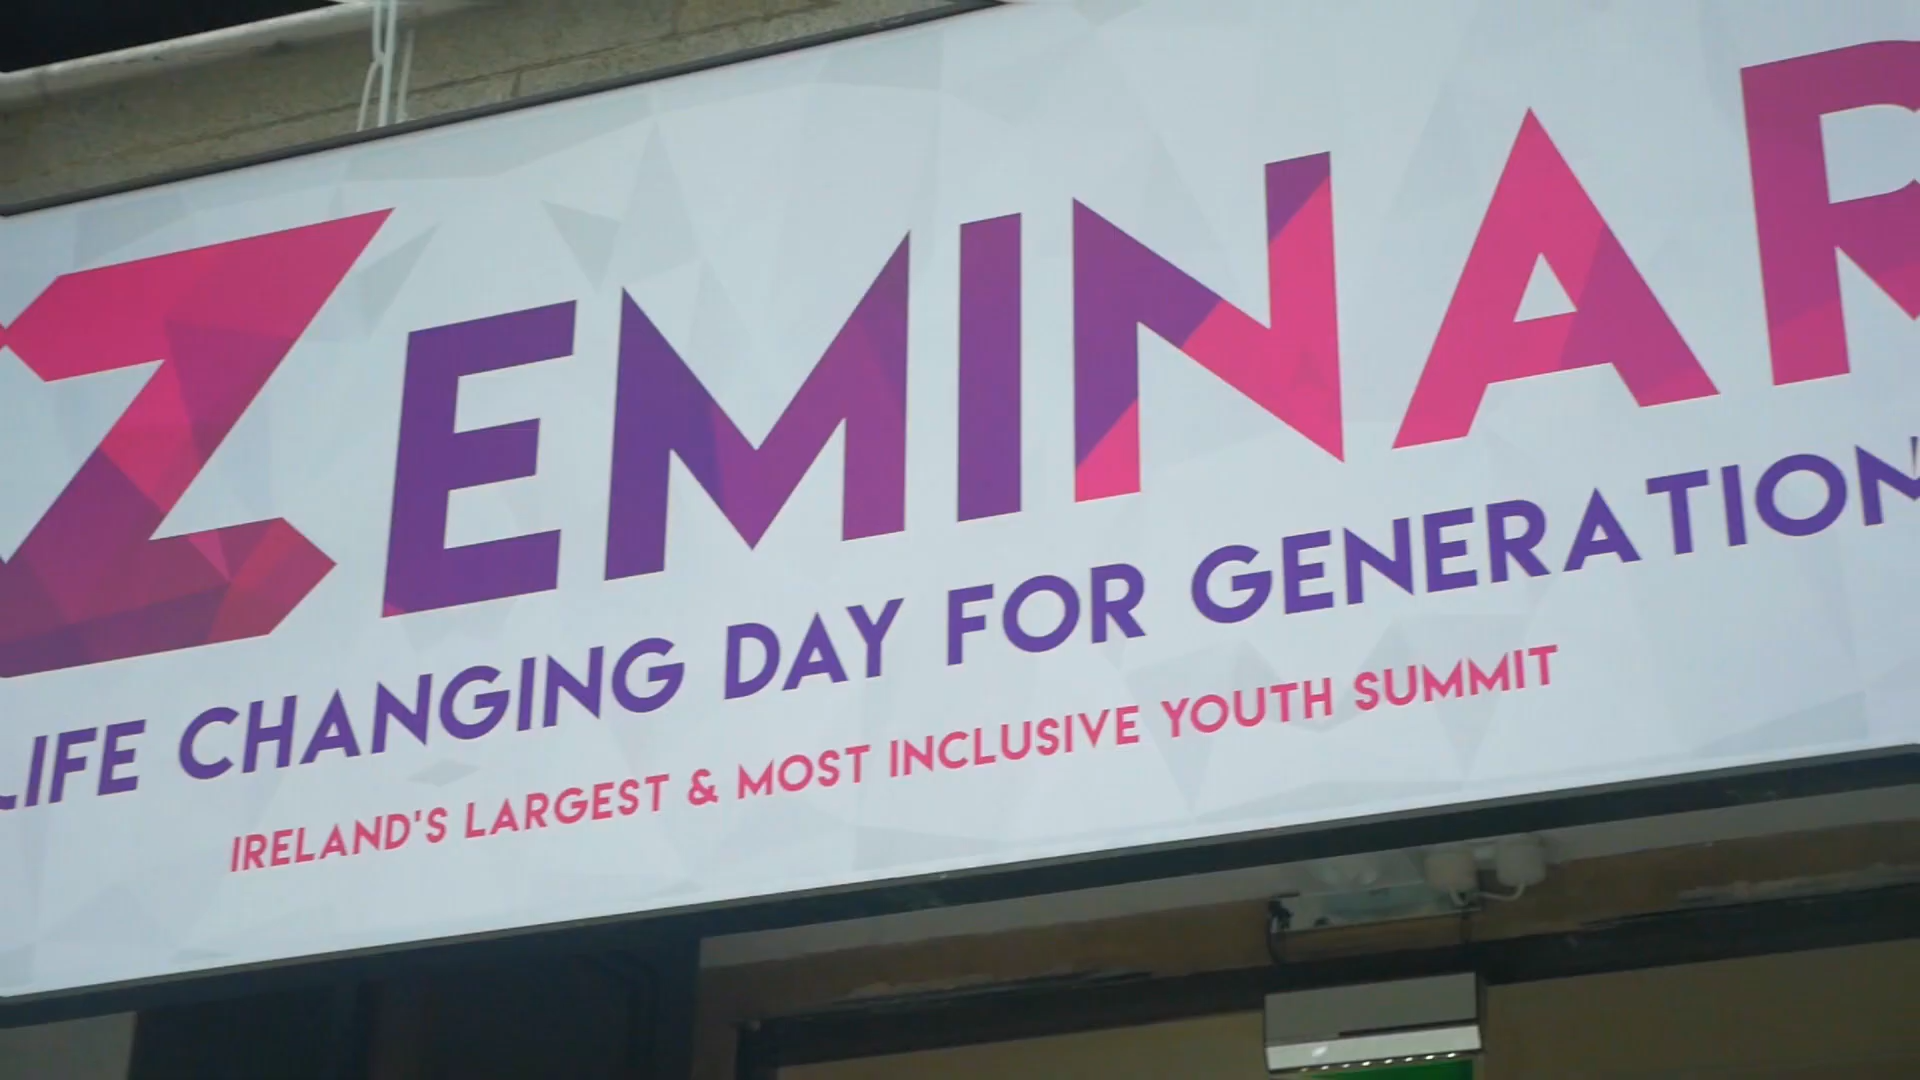 ZEMINAR
LIFE CHANGING DAY FOR GENERATION
IRELAND'S LARGEST & MOST INCLUSIVE YOUTH SUMMIT